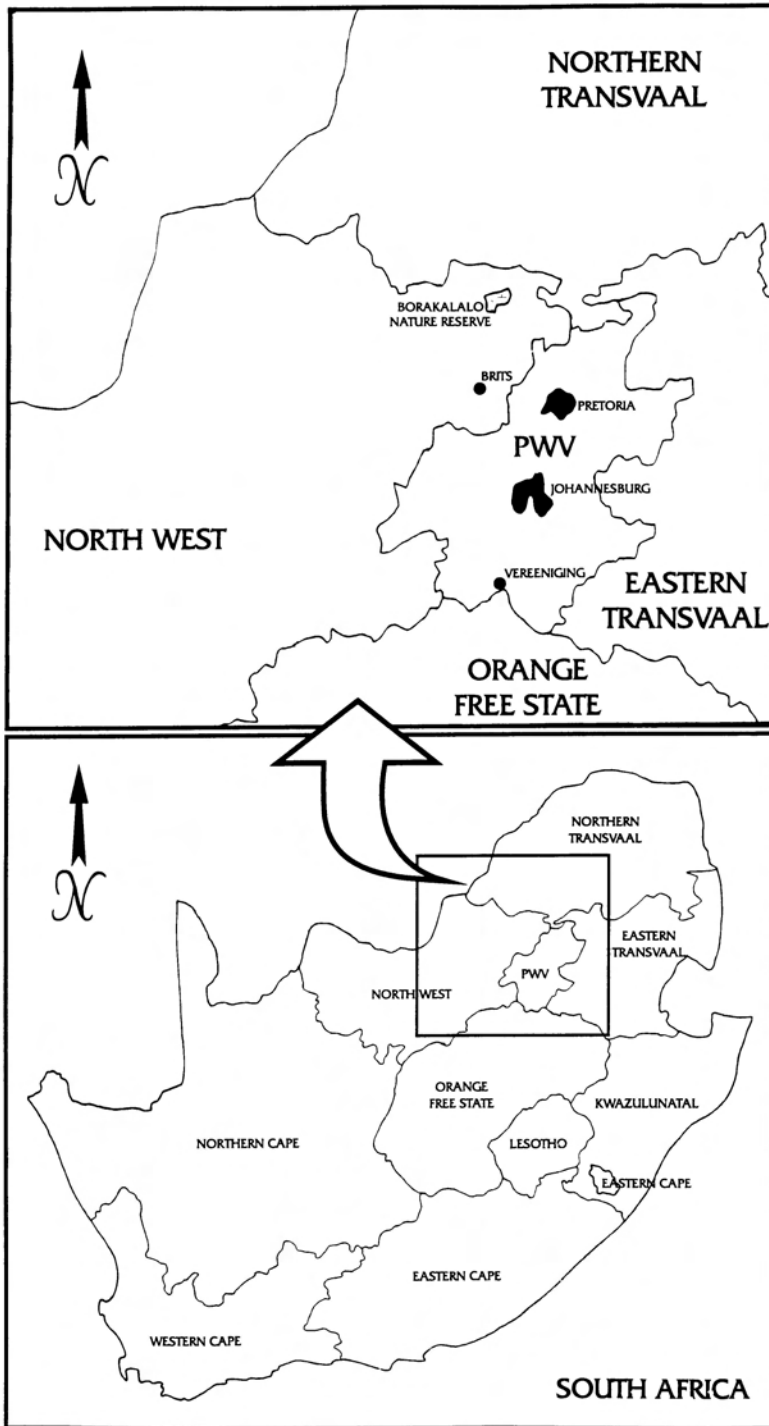 NORTHERN
TRANSVAAL
N
BORAKALALO
NATURE RESERVE
BRITS
PRETORIA
PWV
JOHANNESBURG
NORTH WEST
VEREENIGING
EASTERN
TRANSVAAL
ORANGE
FREE STATE
N
NORTHERN
TRANSVAAL
EASTERN
TRANSVAAL
PWV
NORTH WEST
ORANGE
FREE STATE
KWAZULUNATAL
LESOTHO
NORTHERN CAPE
EASTERN CAPE
EASTERN CAPE
WESTERN CAPE
SOUTH AFRICA